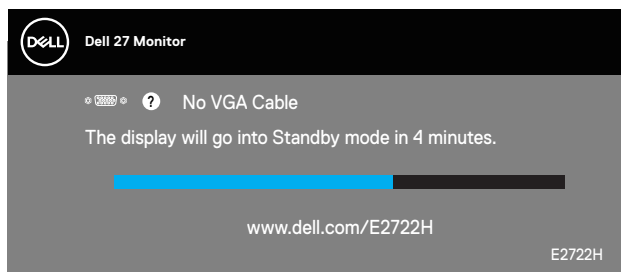 DELL
Dell 27 Monitor
? No VGA Cable
The display will go into Standby mode in 4 minutes.
www.dell.com/E2722H
E2722H